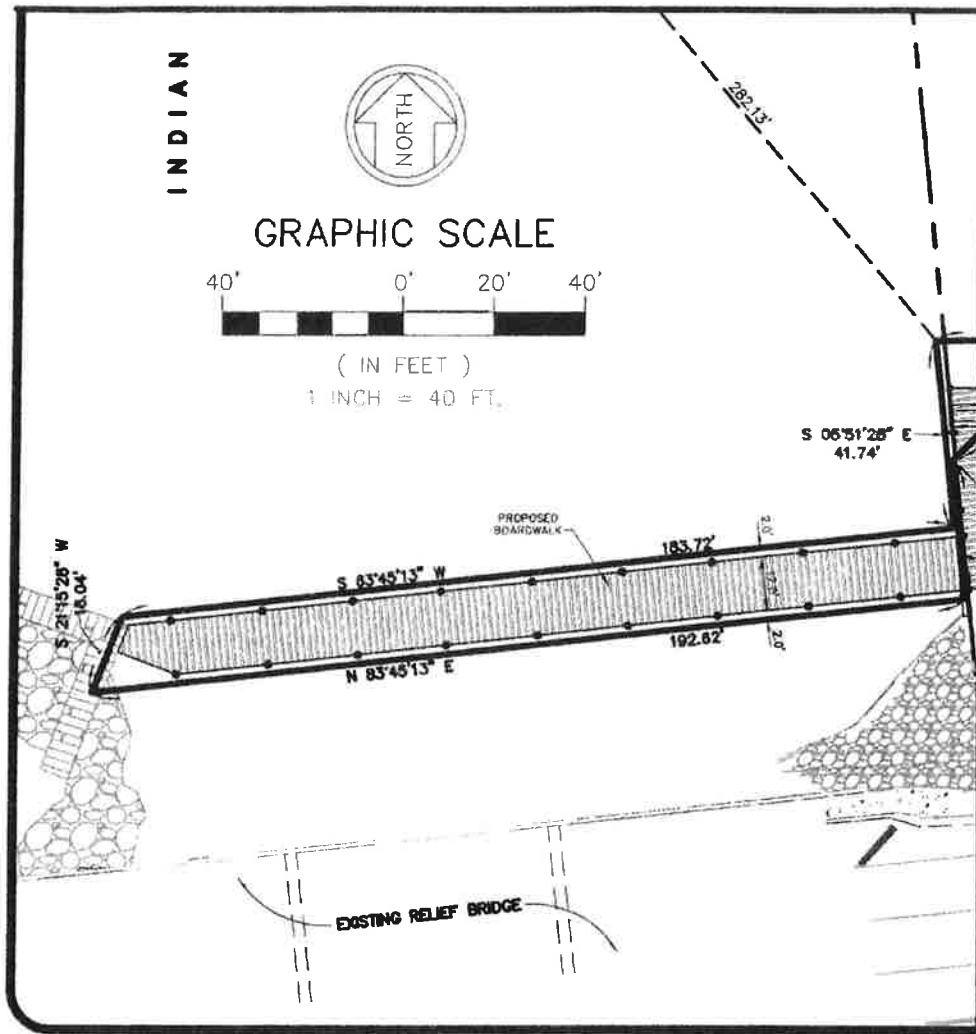 INDIAN
NORTH
282.13'
GRAPHIC SCALE
40' 0' 20' 40'
( IN FEET )
1 INCH = 40 FT.
S 06°51'26" E
41.74'
PROPOSED
BOARDWALK
2.0'
183.72'
S 83°45'13" W
S 21°15'26" W
18.04'
192.62'
2.0'
N 83°45'13" E
EXISTING RELIEF BRIDGE